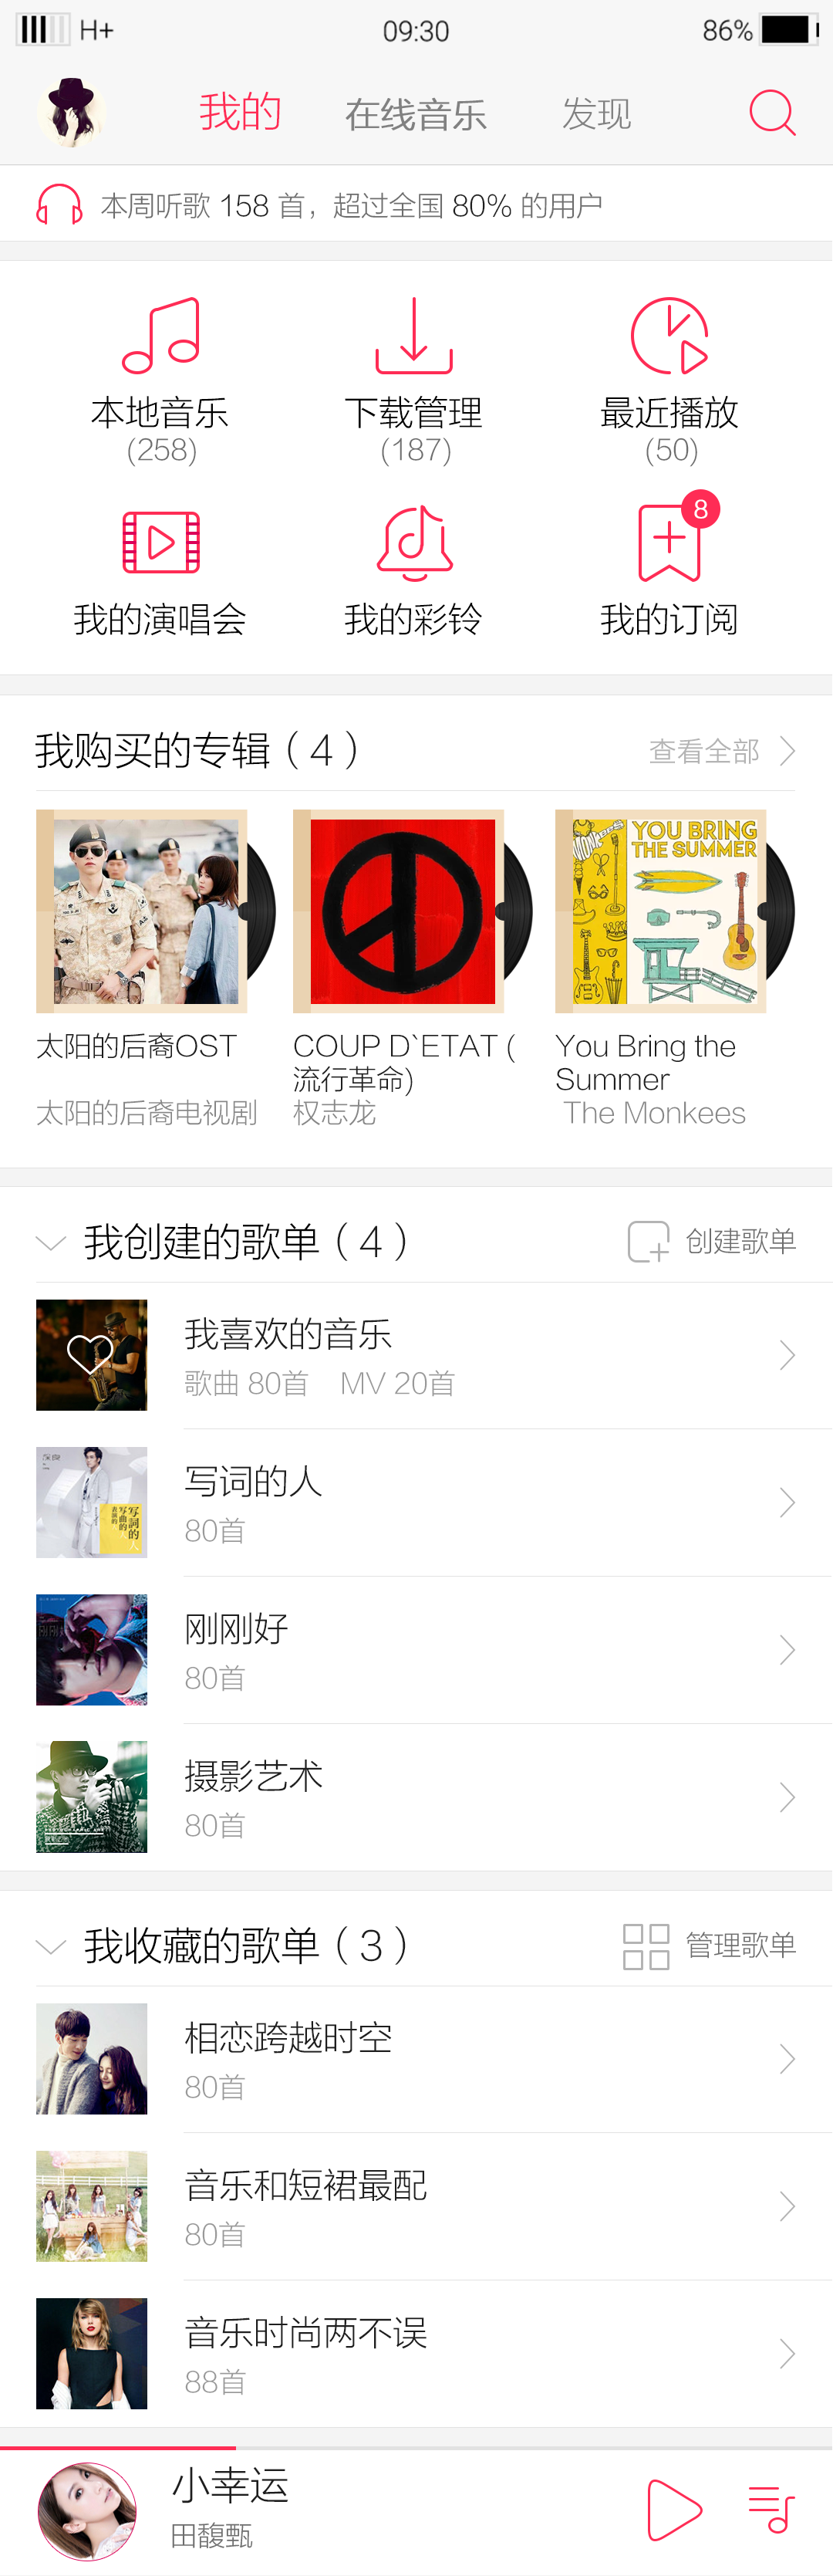 H+
09:30
86%
我的
在线音乐
发现
本周听歌 158 首，超过全国 80% 的用户
本地音乐
(258)
下载管理
(187)
最近播放
(50)
我的演唱会
我的彩铃
8
我的订阅
我购买的专辑（4）
查看全部
YOU BRING
THE SUMMER
太阳的后裔OST
太阳的后裔电视剧
COUP D`ETAT (
流行革命)
权志龙
You Bring the
Summer
The Monkees
我创建的歌单（4）
创建歌单
我喜欢的音乐
歌曲 80首 MV 20首
写詞的人
写词的人
80首
刚刚好
80首
摄影艺术
80首
我收藏的歌单（3）
管理歌单
相恋跨越时空
80首
音乐和短裙最配
80首
音乐时尚两不误
88首
小幸运
田馥甄